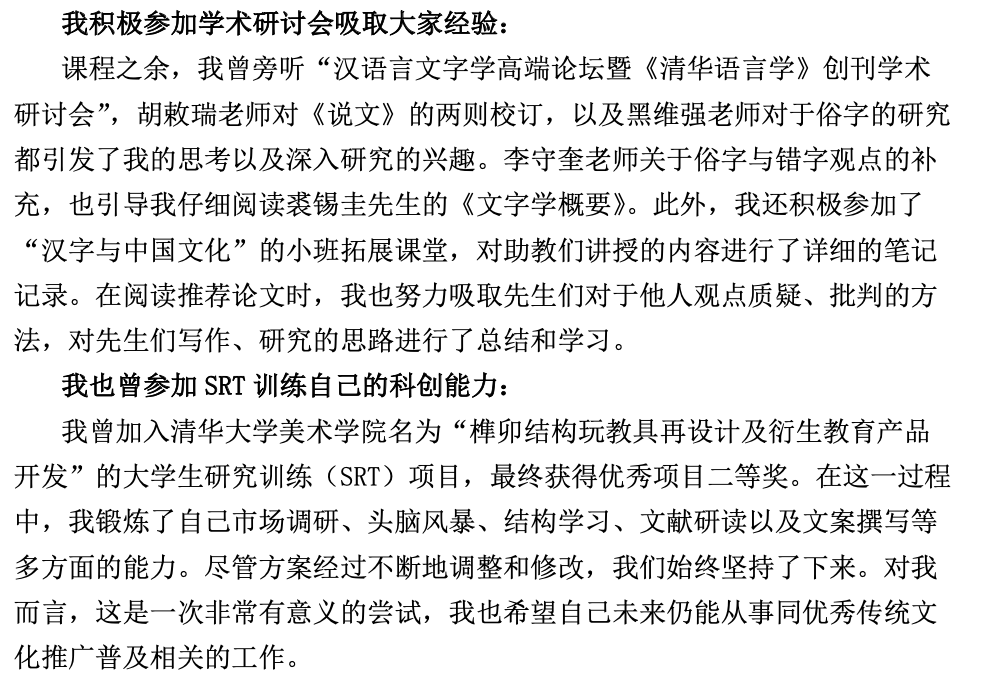 我积极参加学术研讨会吸取大家经验：
课程之余，我曾旁听“汉语言文字学高端论坛暨《清华语言学》创刊学术
研讨会”，胡敕瑞老师对《说文》的两则校订，以及黑维强老师对于俗字的研究
都引发了我的思考以及深入研究的兴趣。李守奎老师关于俗字与错字观点的补
充，也引导我仔细阅读裘锡圭先生的《文字学概要》。此外，我还积极参加了
“汉字与中国文化”的小班拓展课堂，对助教们讲授的内容进行了详细的笔记
记录。在阅读推荐论文时，我也努力吸取先生们对于他人观点质疑、批判的方
法，对先生们写作、研究的思路进行了总结和学习。
我也曾参加 SRT 训练自己的科创能力：
我曾加入清华大学美术学院名为“榫卯结构玩教具再设计及衍生教育产品
开发”的大学生研究训练（SRT）项目，最终获得优秀项目二等奖。在这一过程
中，我锻炼了自己市场调研、头脑风暴、结构学习、文献研读以及文案撰写等
多方面的能力。尽管方案经过不断地调整和修改，我们始终坚持了下来。对我
而言，这是一次非常有意义的尝试，我也希望自己未来仍能从事同优秀传统文
化推广普及相关的工作。